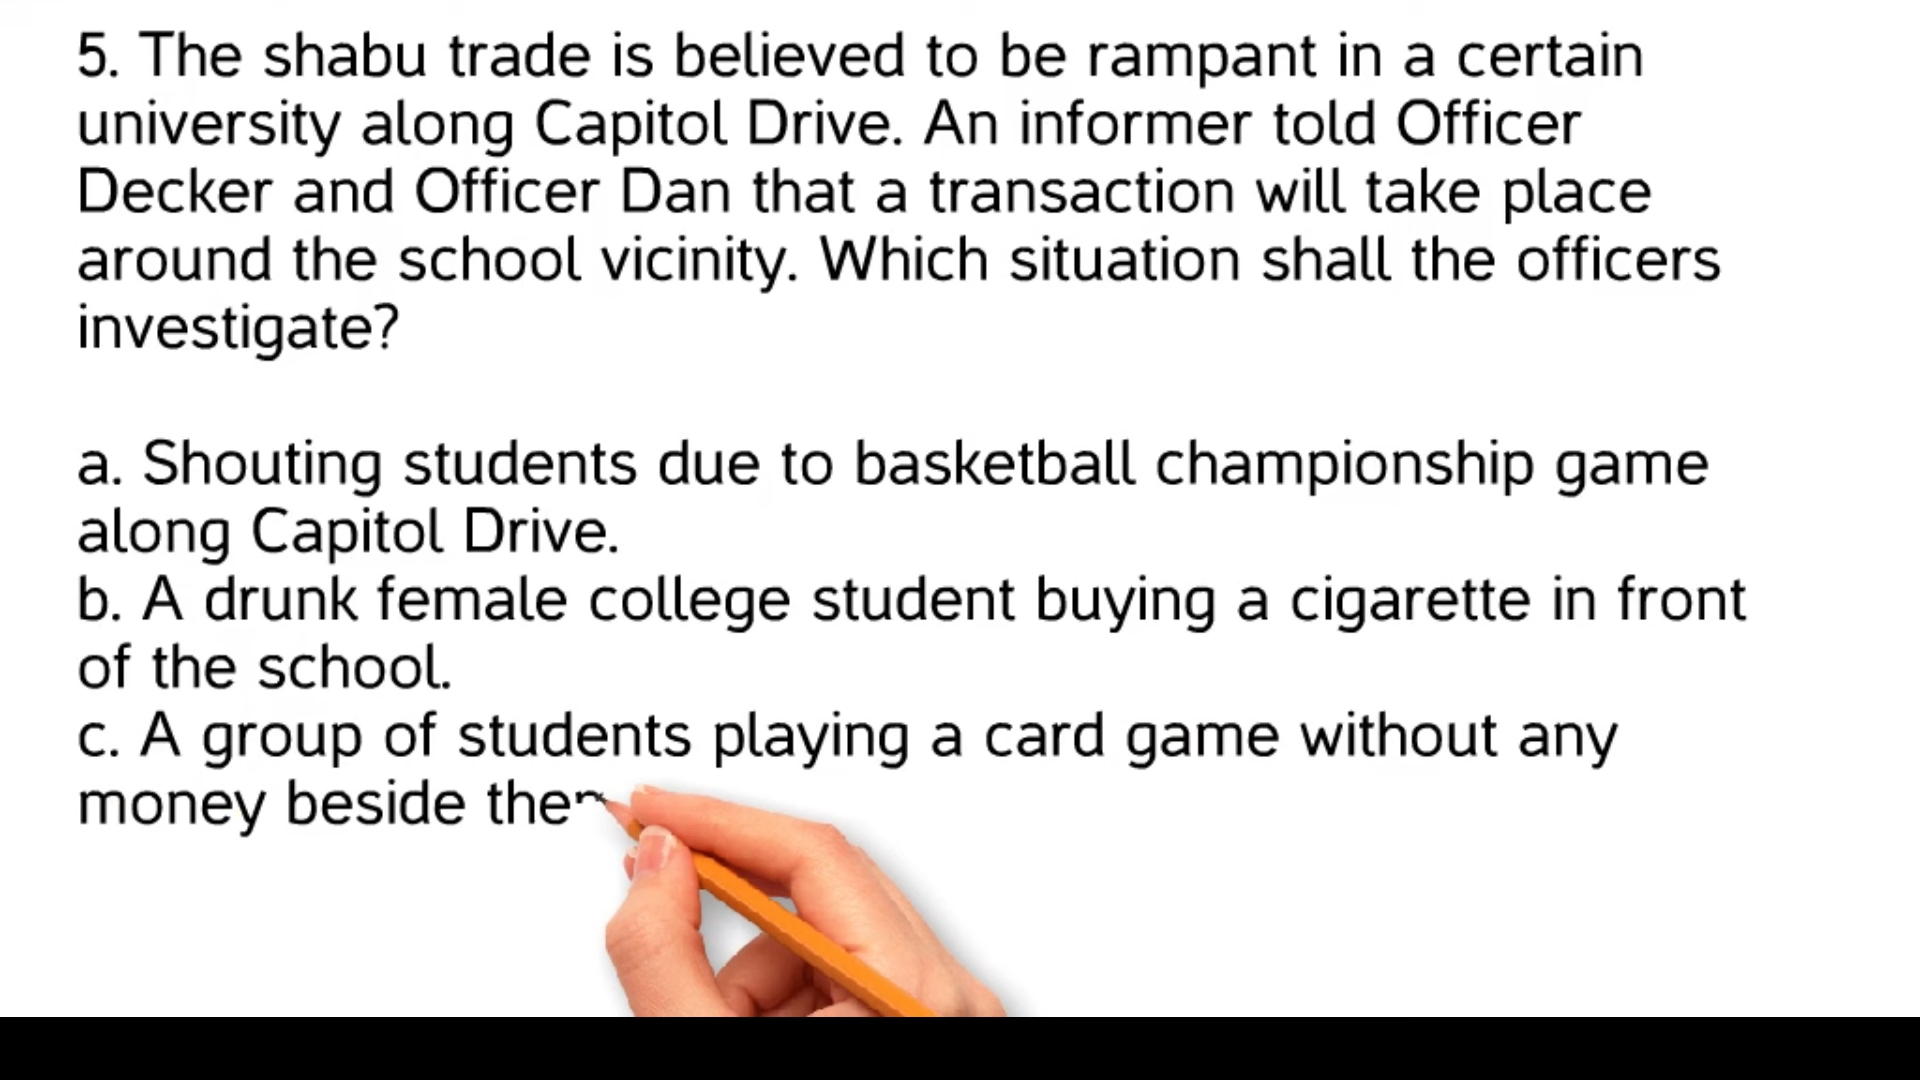 5. The shabu trade is believed to be rampant in a certain
university along Capitol Drive. An informer told Officer
Decker and Officer Dan that a transaction will take place
around the school vicinity. Which situation shall the officers
investigate?
a. Shouting students due to basketball championship game
along Capitol Drive.
b. A drunk female college student buying a cigarette in front
of the school.
c. A group of students playing a card game without any
money beside